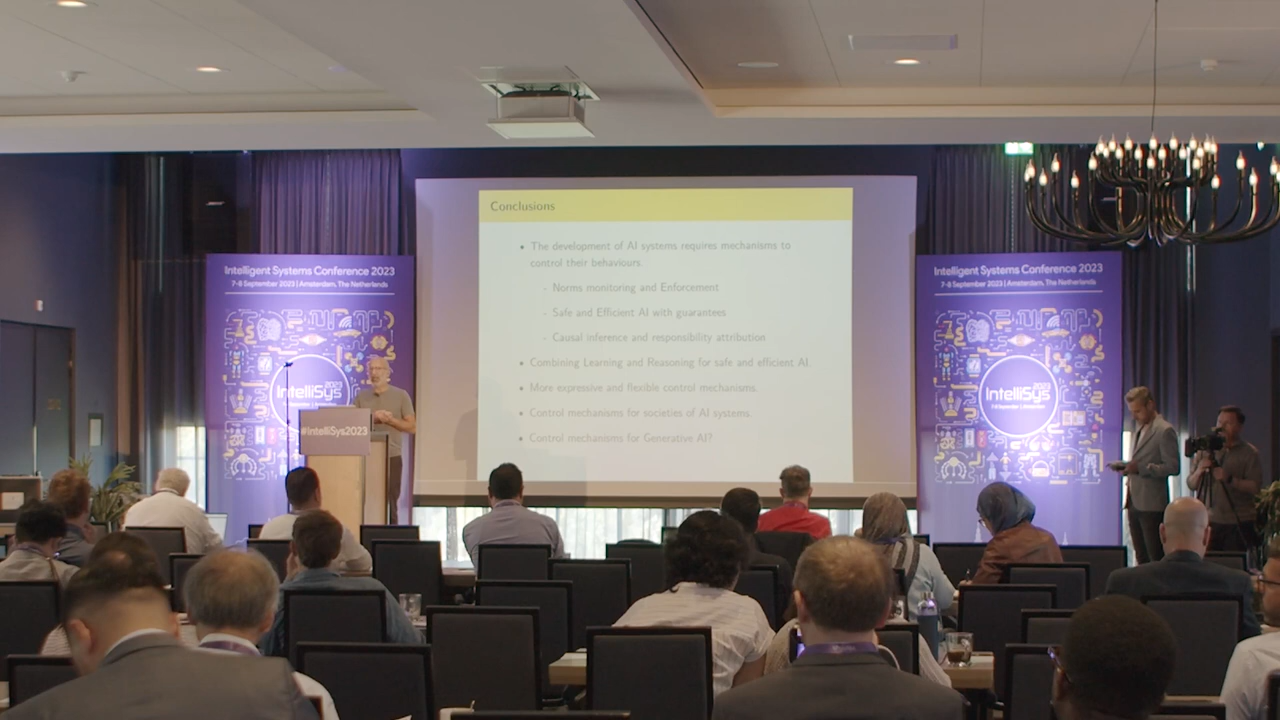 Conclusions
• The development of AI systems requires mechanisms to
control their behaviours.
- Norms monitoring and Enforcement
- Safe and Efficient AI with guarantees
- Causal inference and responsibility attribution
• Combining Learning and Reasoning for safe and efficient AI.
• More expressive and flexible control mechanisms.
• Control mechanisms for societies of AI systems.
• Control mechanisms for Generative AI?
Intelligent Systems Conference 2023
7-8 September 2023 | Amsterdam, The Netherlands
IntelliSys
2023
#IntelliSys2023
Intelligent Systems Conference 2023
7-8 September 2023 | Amsterdam, The Netherlands
IntelliSys
2023
7-8 September | Amsterdam